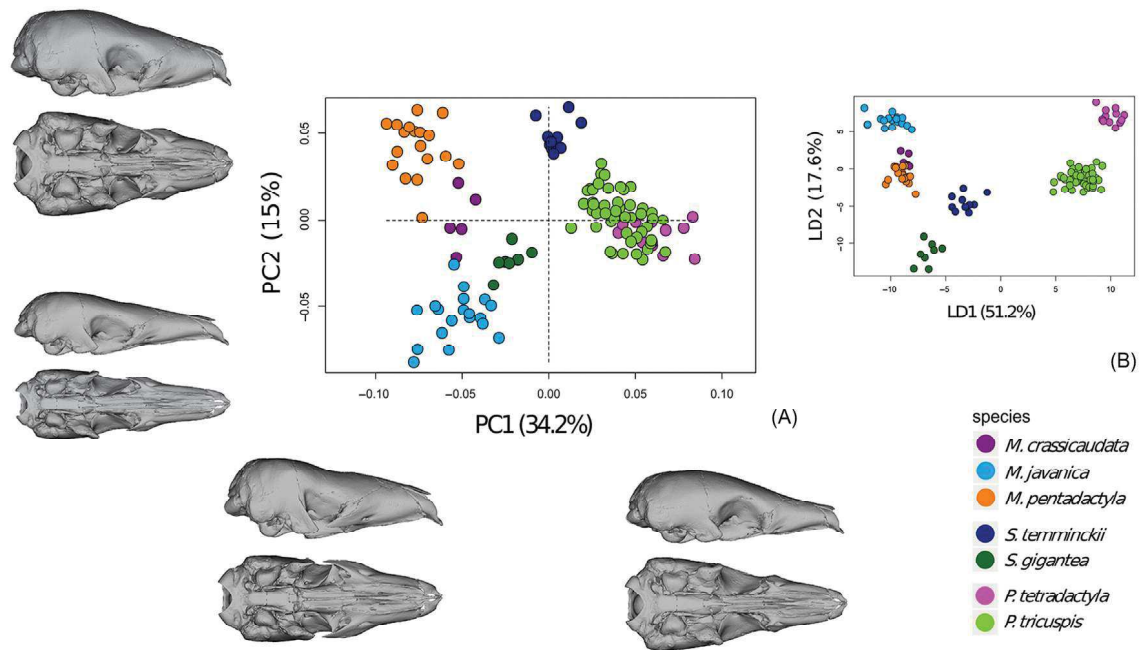 0.05
0.00
-0.05
PC2 (15%)
-0.10
-0.05
0.00
0.05
0.10
PC1 (34.2%)
(A)
5
0
-5
-10
LD2 (17.6%)
-10
-5
0
5
10
LD1 (51.2%)
(B)
species
M. crassicaudata
M. javanica
M. pentadactyla
S. temminckii
S. gigantea
P. tetradactyla
P. tricuspis